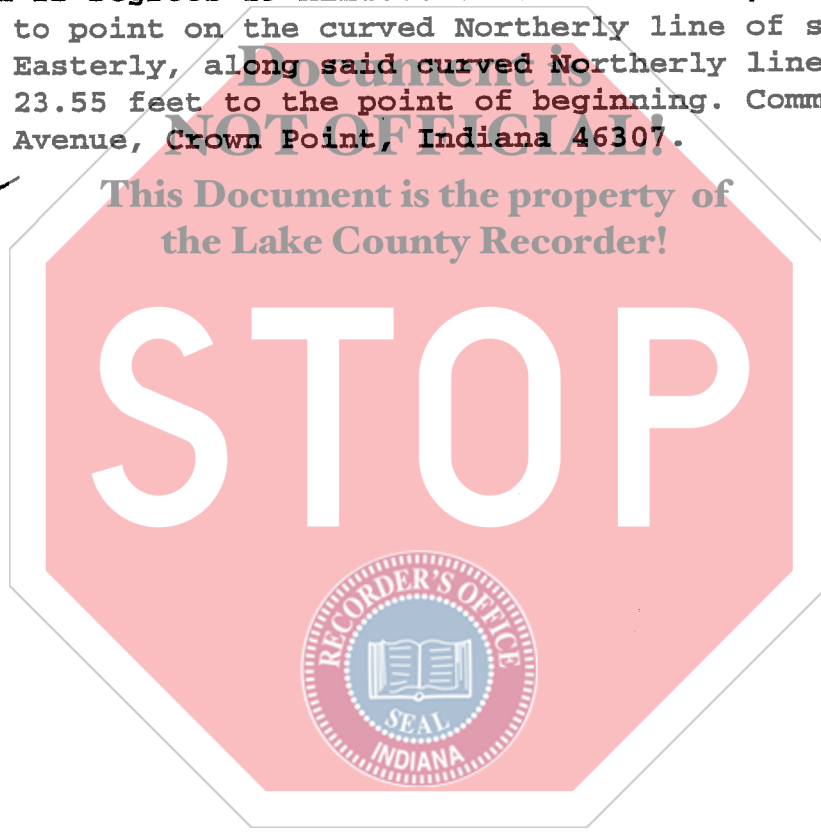 to point on the curved Northerly line of s
Easterly, along said curved Northerly line
23.55 feet to the point of beginning. Comm
Avenue, Crown Point, Indiana 46307.
Document is
NOT OFFICIAL!
This Document is the property of
the Lake County Recorder!
STOP
RECORDER'S OFFICE
SEAL
INDIANA